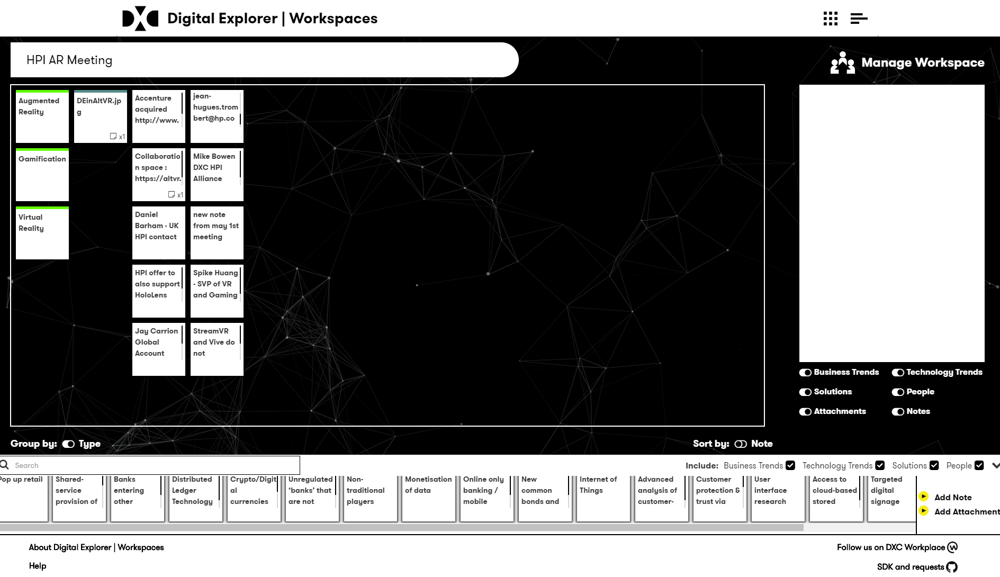 DXC Digital Explorer | Workspaces
HPI AR Meeting
Manage Workspace
Augmented
Reality
DEinAltVR.jp
g
x1
Accenture
acquired
http://www.
jean-
hugues.trom
bert@hp.co
Gamification
Collaboratio
n space :
https://altvr.
x1
Mike Bowen
DXC HPI
Alliance
Virtual
Reality
Daniel
Barham - UK
HPI contact
new note
from may 1st
meeting
HPI offer to
also support
HoloLens
Spike Huang
- SVP of VR
and Gaming
Jay Carrion
Global
Account
StreamVR
and Vive do
not
Business Trends
Technology Trends
Solutions
People
Attachments
Notes
Group by: Type
Sort by: Note
Search
Include: Business Trends Technology Trends Solutions People
Pop up retail
Shared-
service
provision of
Banks
entering
other
Distributed
Ledger
Technology
Crypto/Digit
al
currencies
Unregulated
‘banks’ that
are not
Non-
traditional
players
Monetisation
of data
Online only
banking /
mobile
New
common
bonds and
Internet of
Things
Advanced
analysis of
customer-
Customer
protection &
trust via
User
interface
research
Access to
cloud-based
stored
Targeted
digital
signage
Add Note
Add Attachment
About Digital Explorer | Workspaces
Follow us on DXC Workplace
Help
SDK and requests